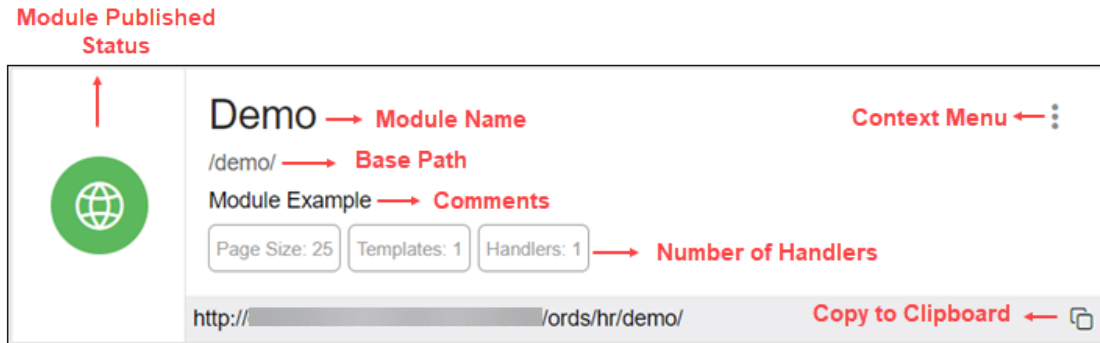 Module Published
Status
Demo → Module Name
Context Menu ←
/demo/ → Base Path
Module Example → Comments
Page Size: 25 Templates: 1 Handlers: 1 → Number of Handlers
http:// /ords/hr/demo/
Copy to Clipboard ←